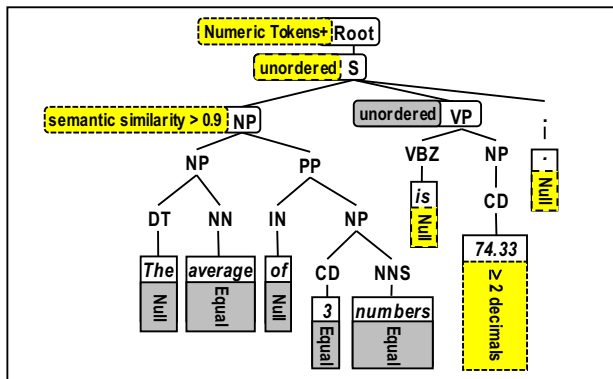 Numeric Tokens+ Root
unordered S
semantic similarity > 0.9 NP
unordered VP
.
NP PP VBZ NP .
is Null CD Null
DT NN IN NP
74.33
≥ 2 decimals
The average of CD NNS
Null Equal Null
3 numbers
Equal Equal